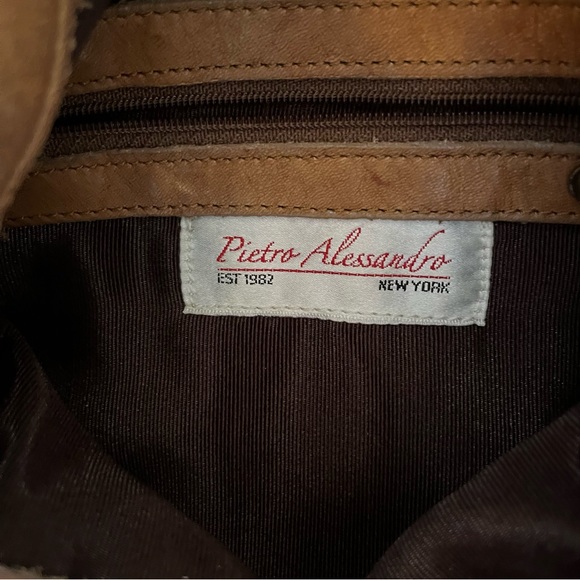 Pietro Alessandro
EST 1982 NEW YORK